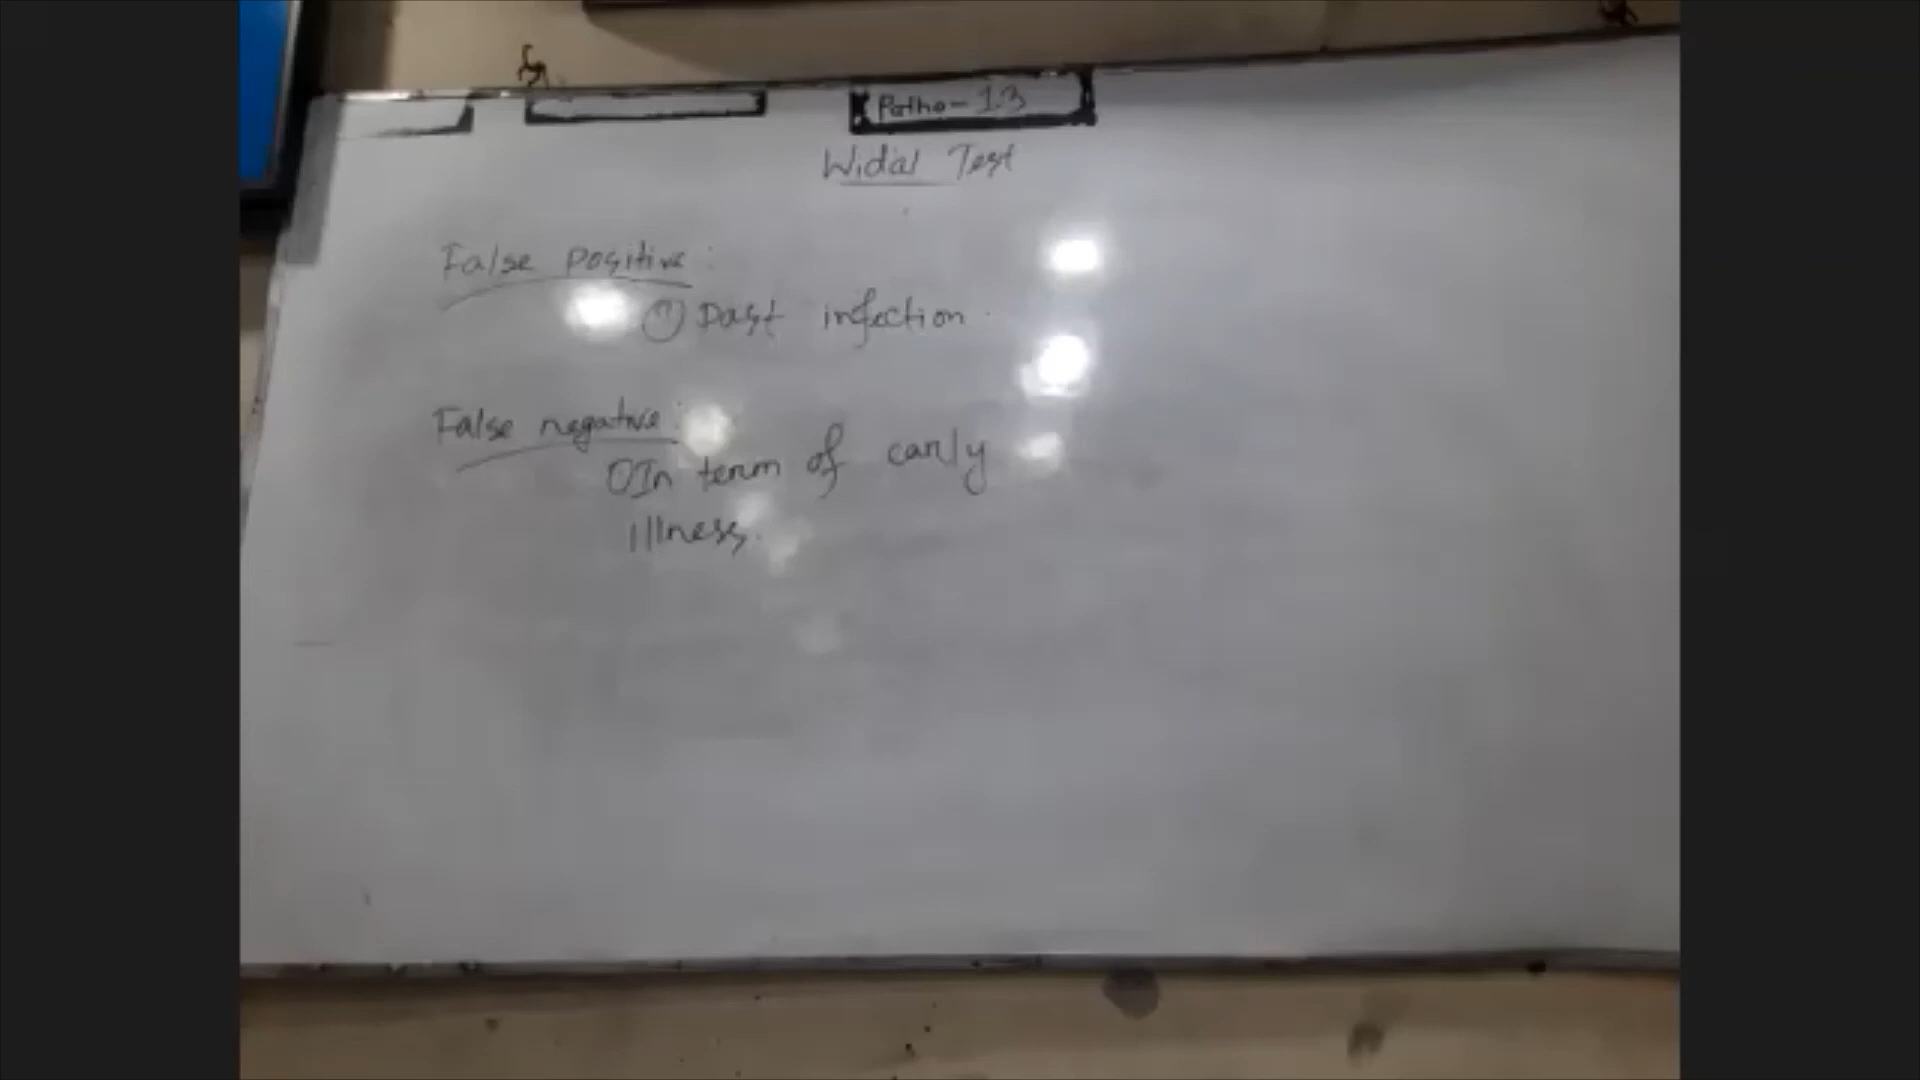 Patho-13
Widal Test
False positive:
① Past infection.
False negative:
① In term of early
illness.